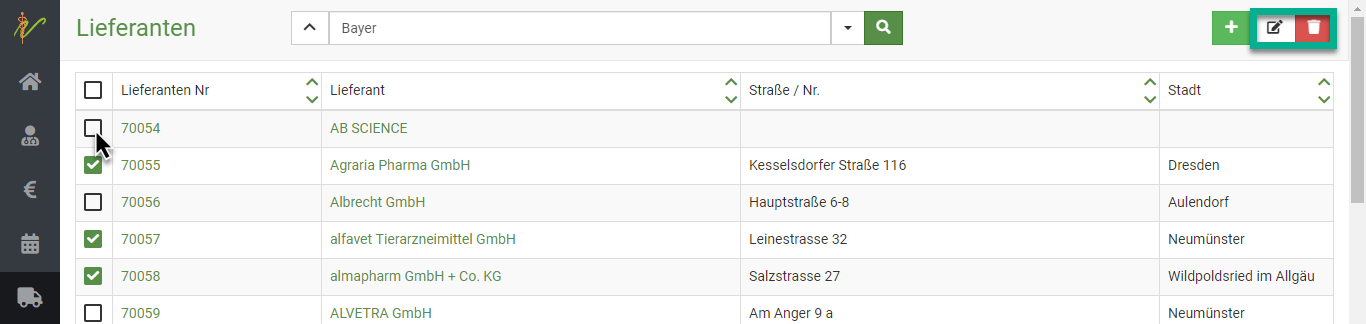 Lieferanten
Bayer
Lieferanten Nr Lieferant Straße / Nr. Stadt
70054 AB SCIENCE
70055 Agraria Pharma GmbH Kesselsdorfer Straße 116 Dresden
70056 Albrecht GmbH Hauptstraße 6-8 Aulendorf
70057 alfavet Tierarzneimittel GmbH Leinestrasse 32 Neumünster
70058 almapharm GmbH + Co. KG Salzstrasse 27 Wildpoldsried im Allgäu
70059 ALVETRA GmbH Am Anger 9 a Neumünster